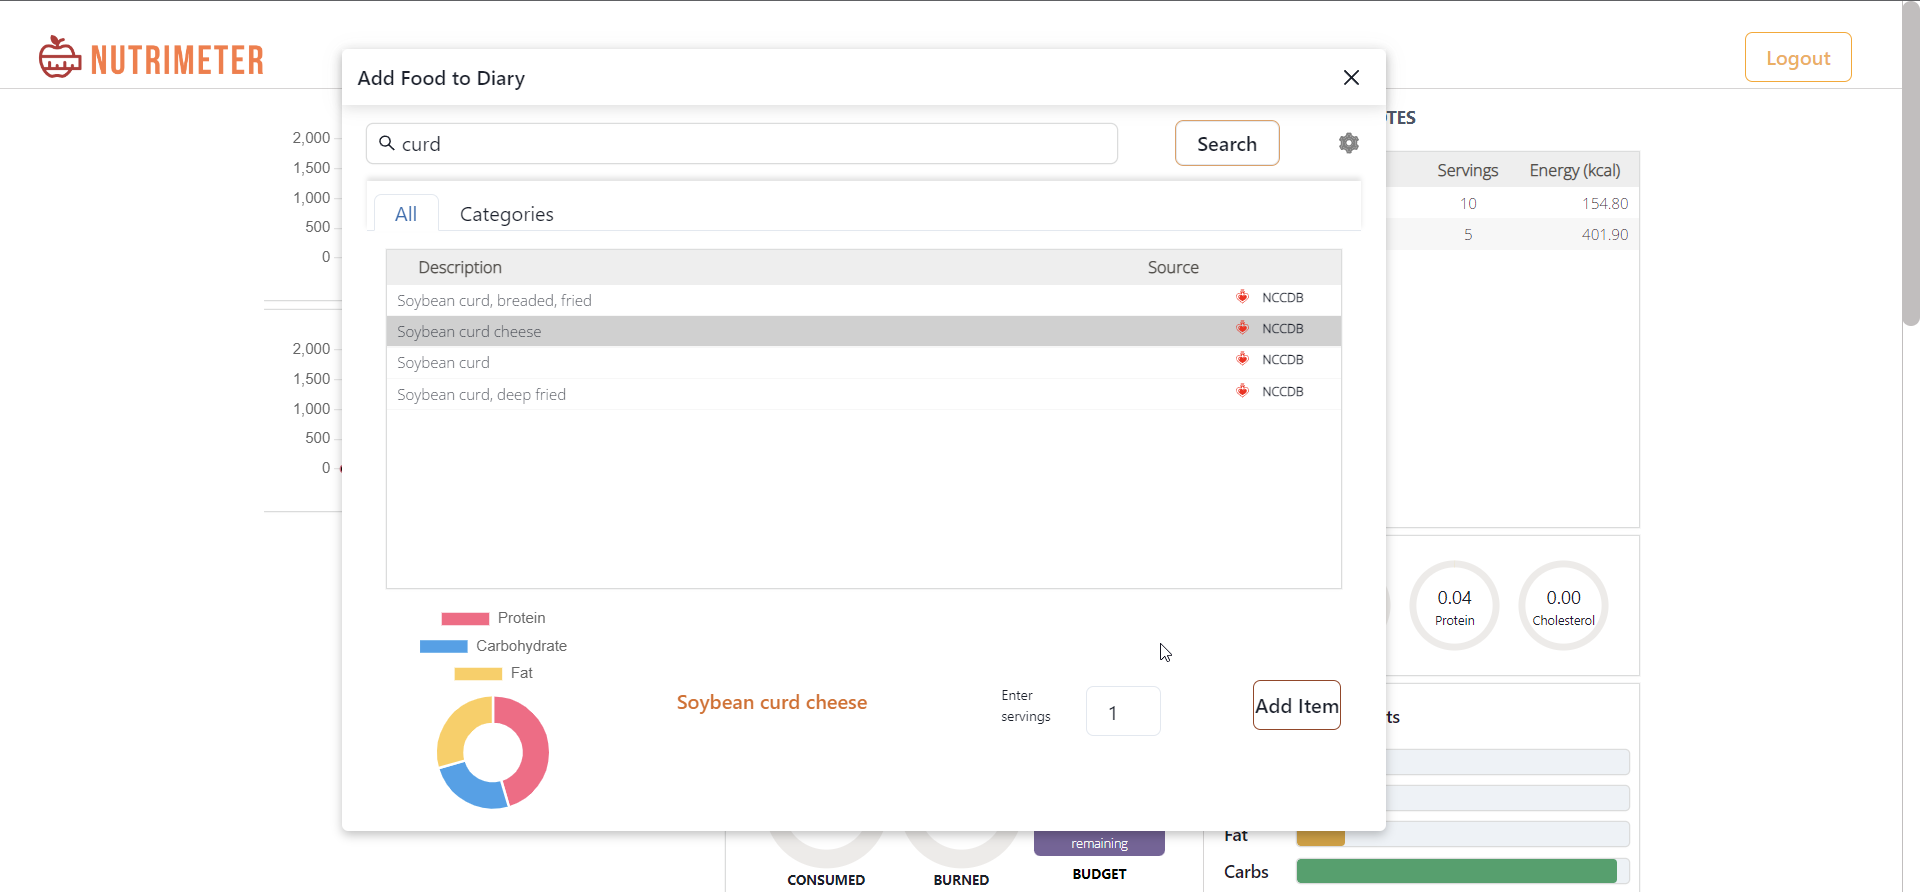 NUTRIMETER
Logout
Add Food to Diary
curd
Search
All
Categories
Description
Source
Soybean curd, breaded, fried
NCCDB
Soybean curd cheese
NCCDB
Soybean curd
NCCDB
Soybean curd, deep fried
NCCDB
Protein
Carbohydrate
Fat
Soybean curd cheese
Enter
servings
1
Add Item
2,000
1,500
1,000
500
0
2,000
1,500
1,000
500
0
TES
Servings
Energy (kcal)
10
154.80
5
401.90
0.04
Protein
0.00
Cholesterol
ts
Fat
Carbs
remaining
CONSUMED
BURNED
BUDGET